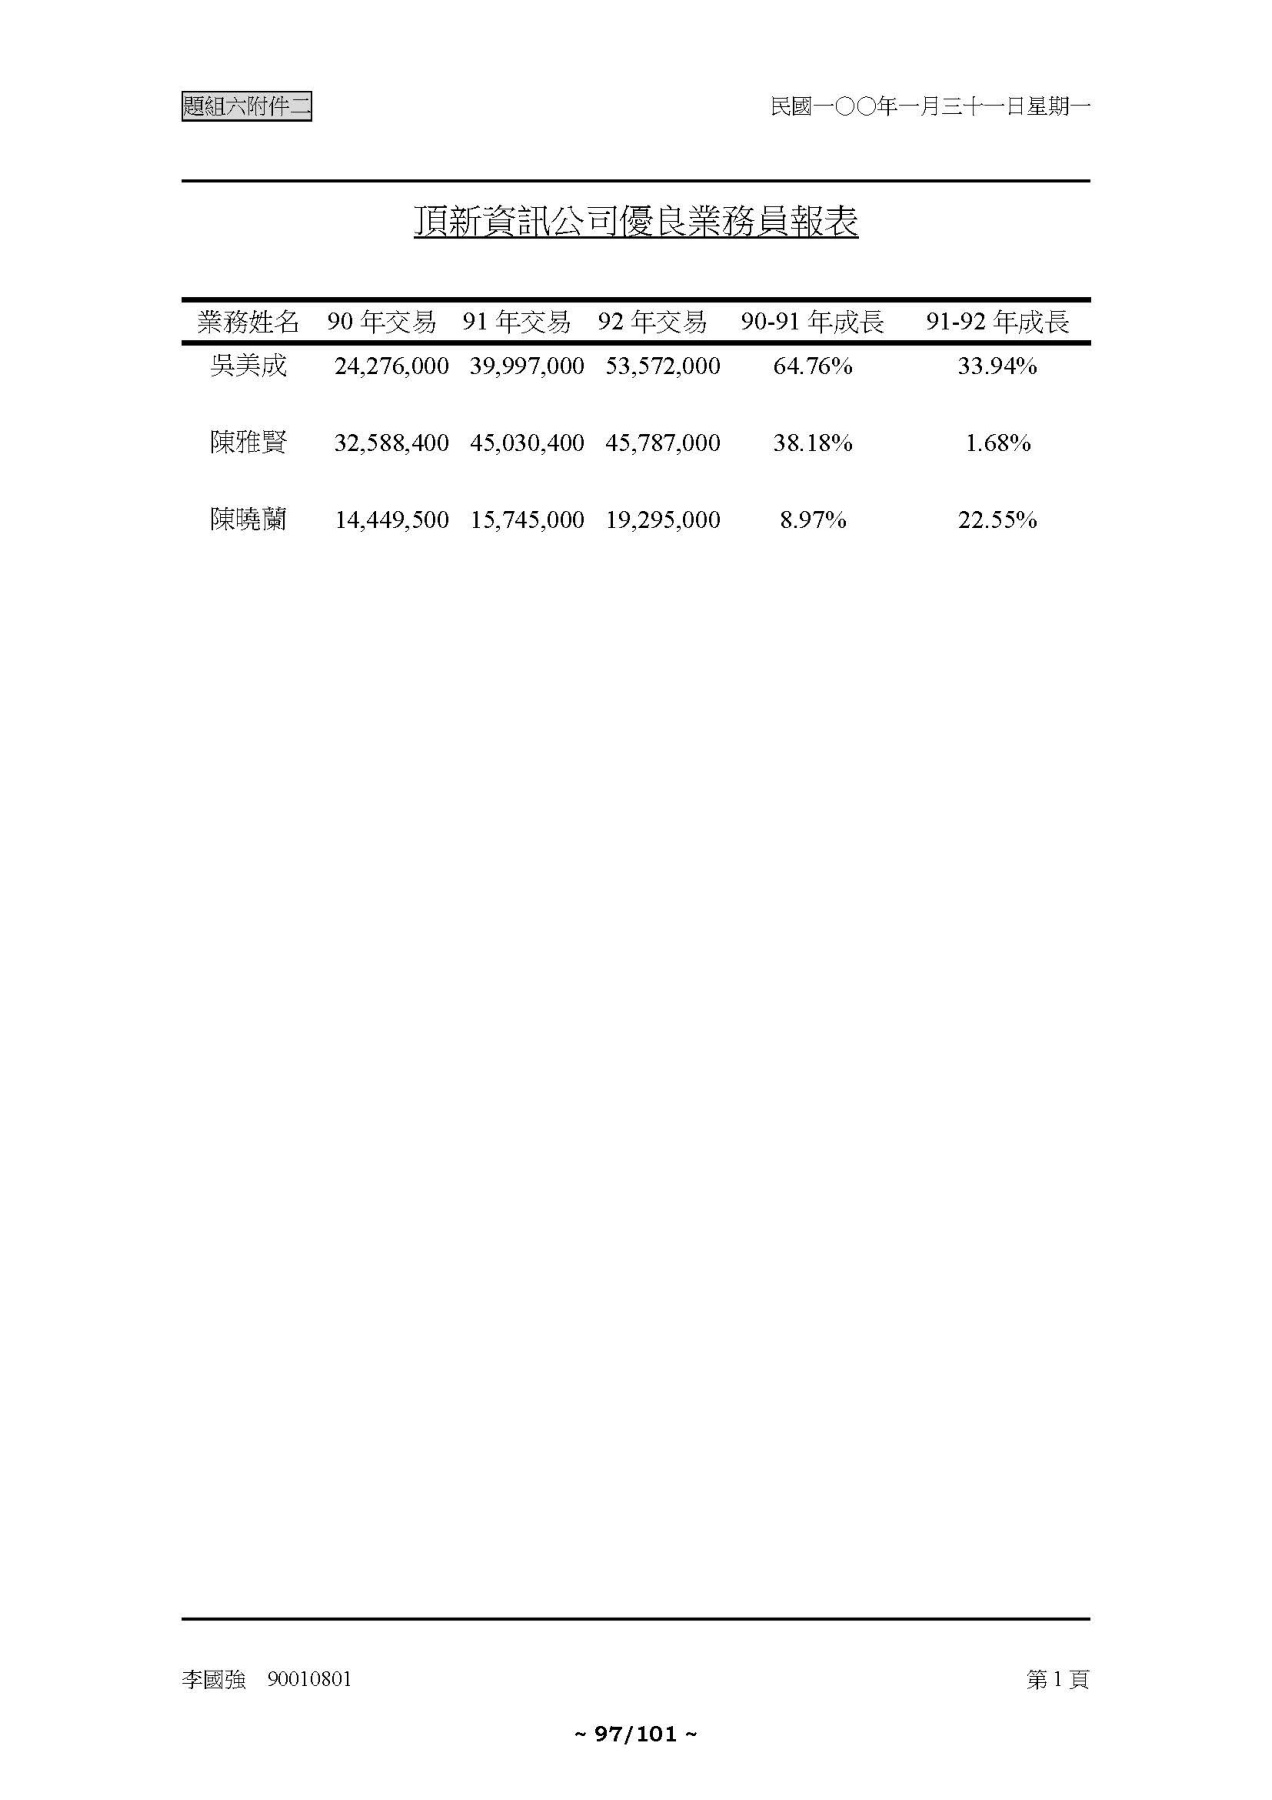 題組六附件二 民國一○○年一月三十一日星期一
頂新資訊公司優良業務員報表
業務姓名 90 年交易 91 年交易 92 年交易 90-91 年成長 91-92 年成長
吳美成 24,276,000 39,997,000 53,572,000 64.76% 33.94%
陳雅賢 32,588,400 45,030,400 45,787,000 38.18% 1.68%
陳曉蘭 14,449,500 15,745,000 19,295,000 8.97% 22.55%
李國強 90010801 第 1 頁
~ 97/101 ~